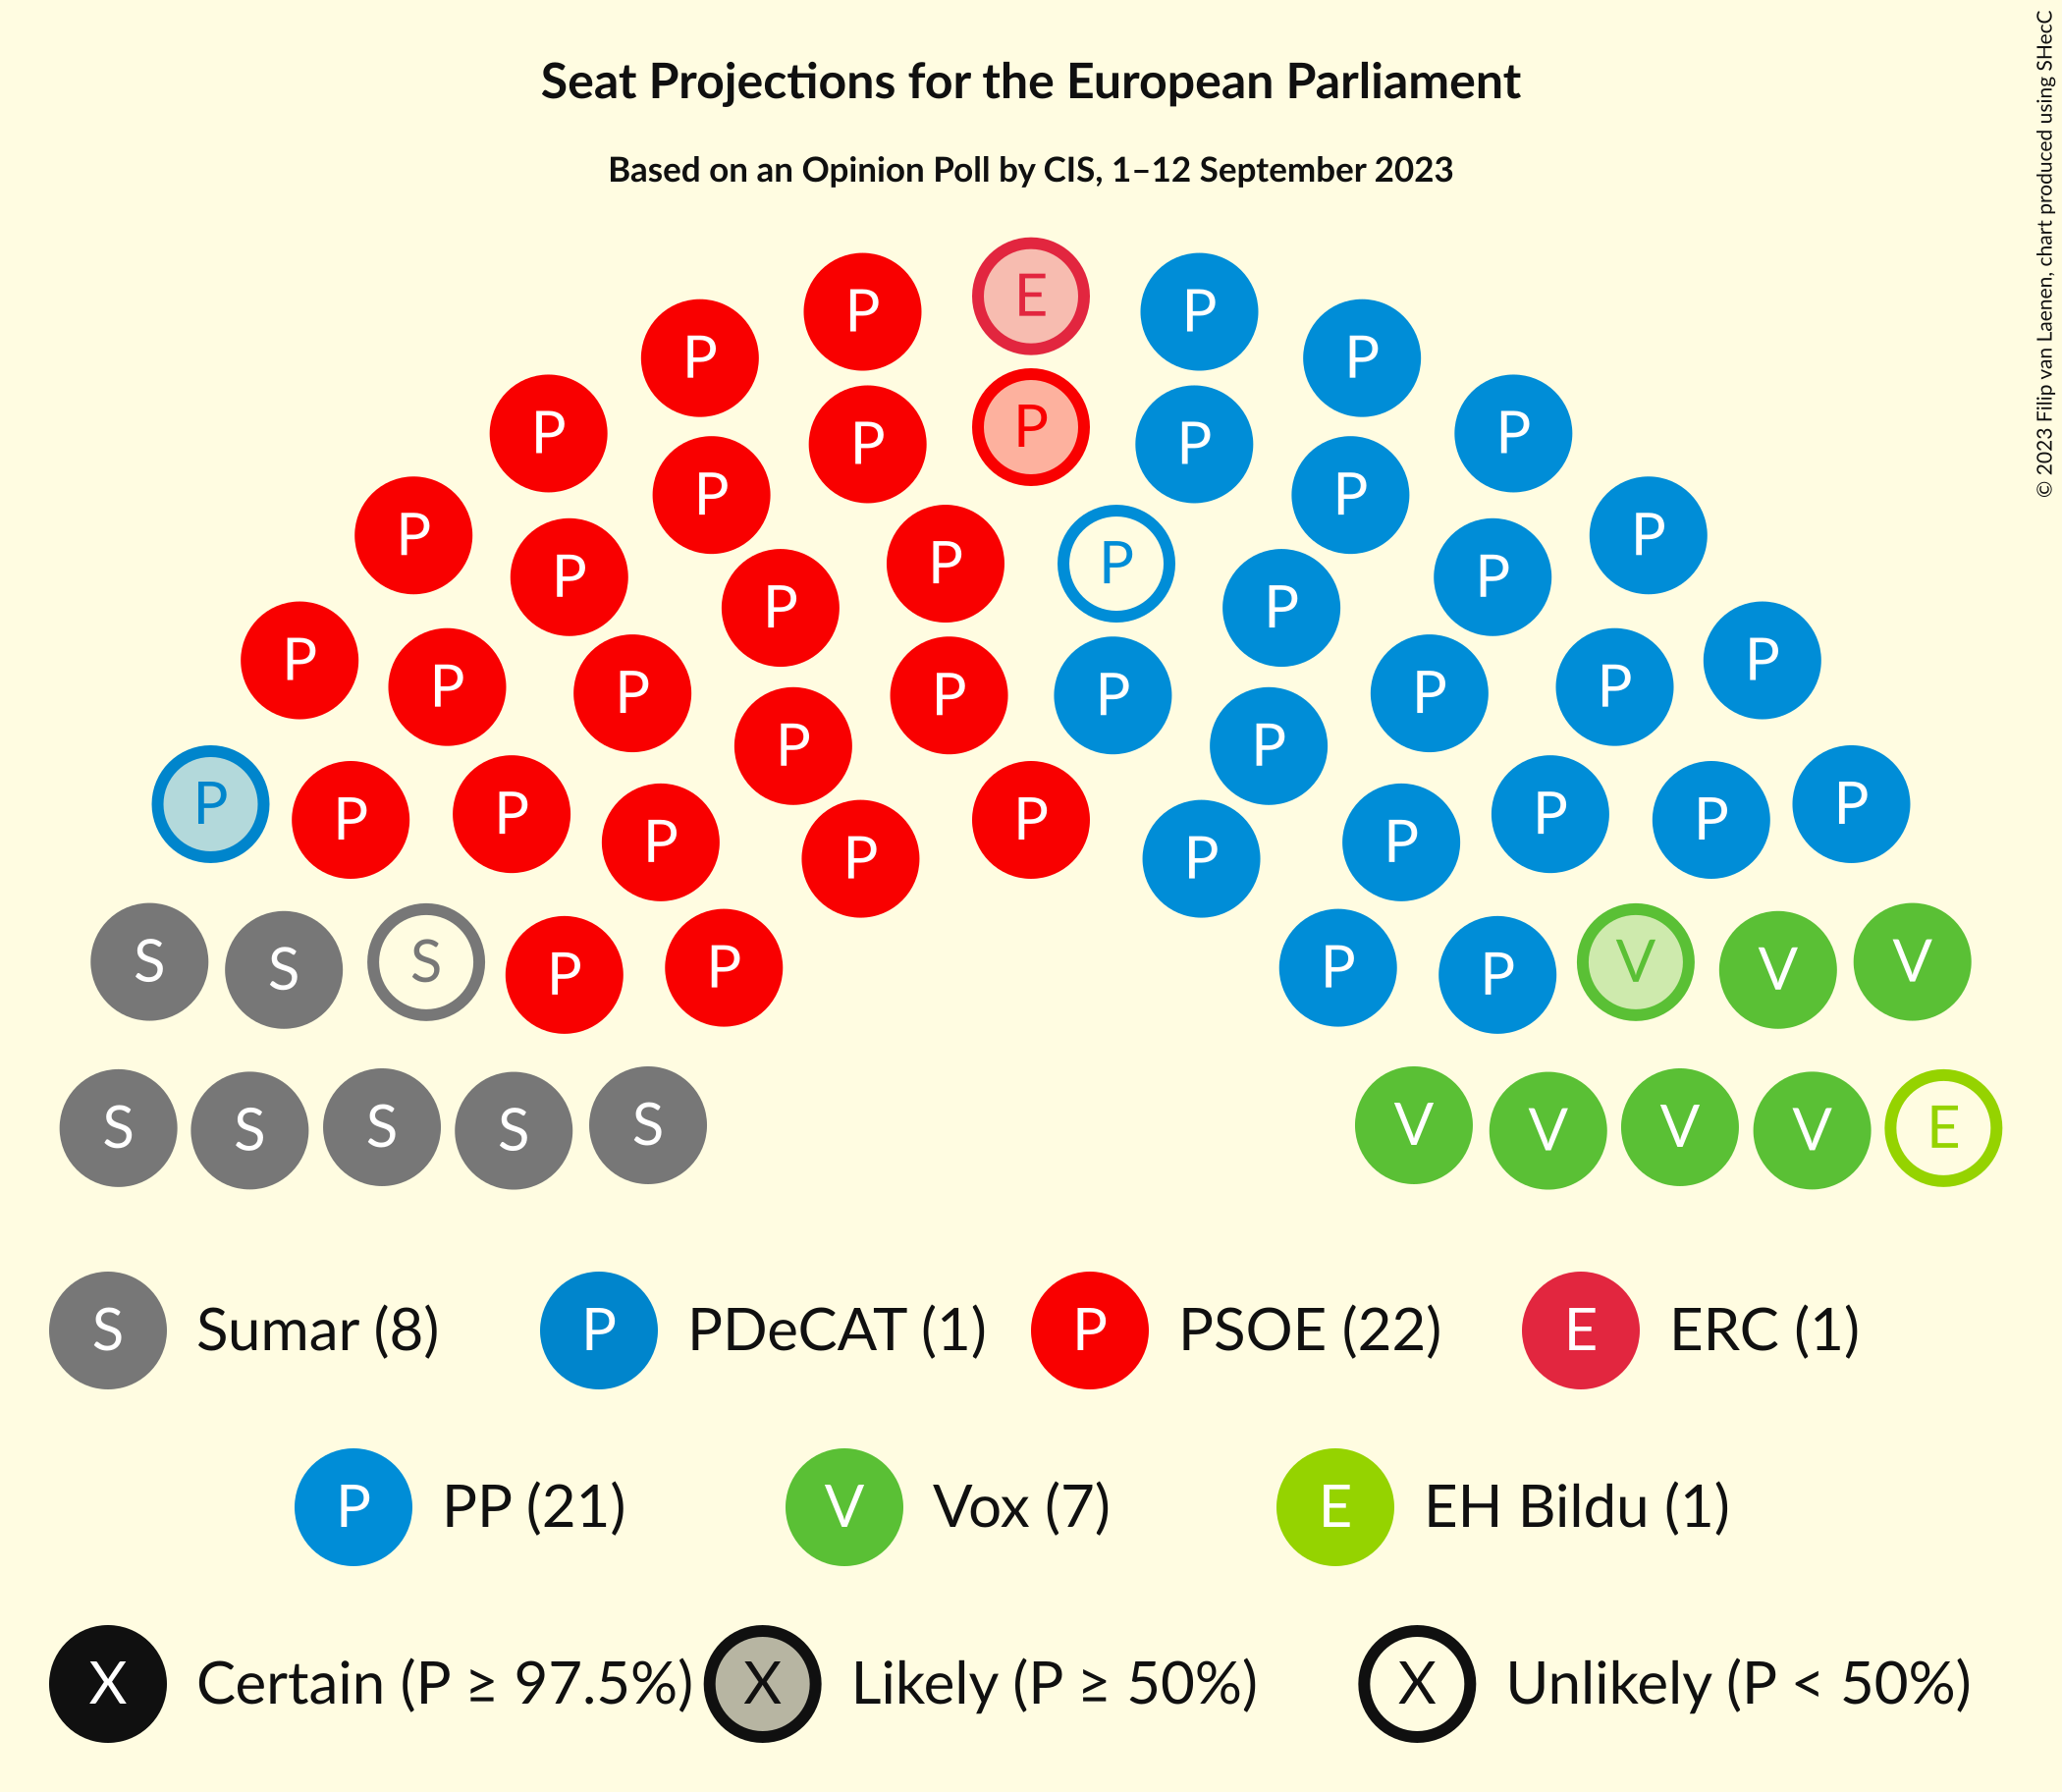 Seat Projections for the European Parliament
Based on an Opinion Poll by CIS, 1–12 September 2023
© 2023 Filip van Laenen, chart produced using SHecC
P E P
P P
P P P P P
P P
P P
P P P P
P P
P P
P P P P P P
P P
P P P P P P P
P P P P
S S S P P P P V V V
S S S S S V V V V E
S Sumar (8) P PDeCAT (1) P PSOE (22) E ERC (1)
P PP (21) V Vox (7) E EH Bildu (1)
X Certain (P ≥ 97.5%) X Likely (P ≥ 50%) X Unlikely (P < 50%)